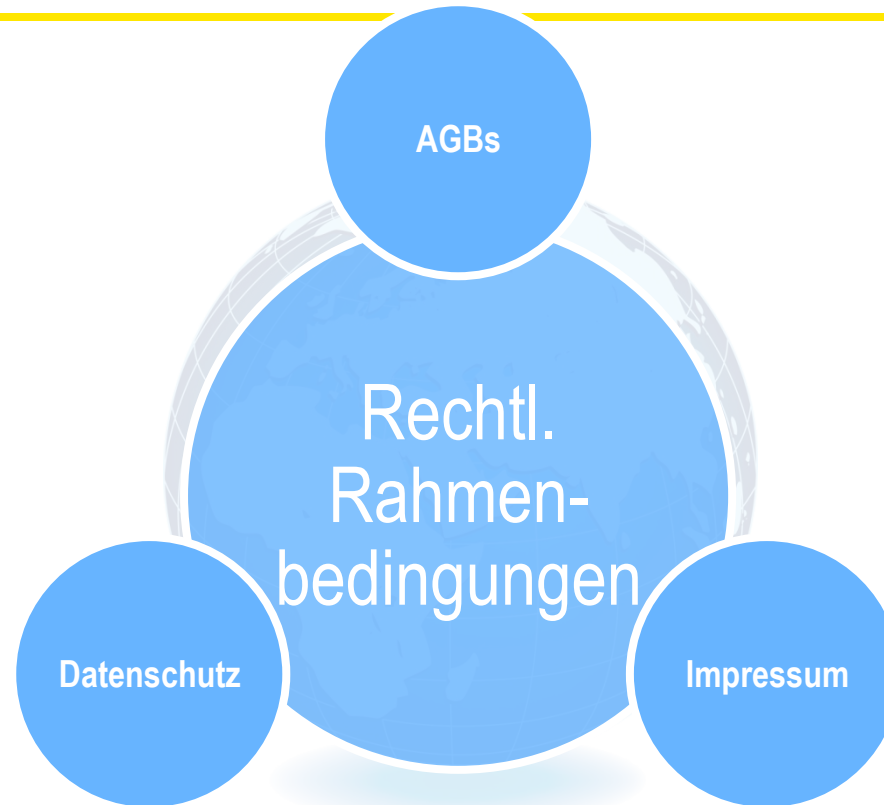 AGBs
Rechtl.
Rahmen-
bedingungen
Datenschutz
Impressum